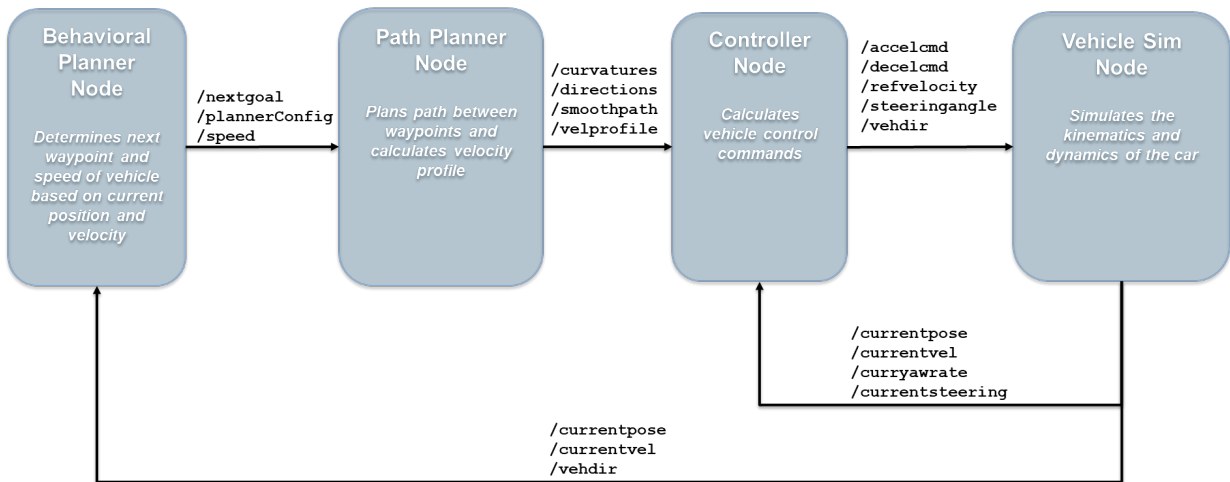 Behavioral
Planner
Node
Determines next
waypoint and
speed of vehicle
based on current
position and
velocity
/nextgoal
/plannerConfig
/speed
Path Planner
Node
Plans path between
waypoints and
calculates velocity
profile
/curvatures
/directions
/smoothpath
/velprofile
Controller
Node
Calculates
vehicle control
commands
/accelcmd
/decelcmd
/refvelocity
/steeringangle
/vehdir
Vehicle Sim
Node
Simulates the
kinematics and
dynamics of the car
/currentpose
/currentvel
/curryawrate
/currentsteering
/currentpose
/currentvel
/vehdir